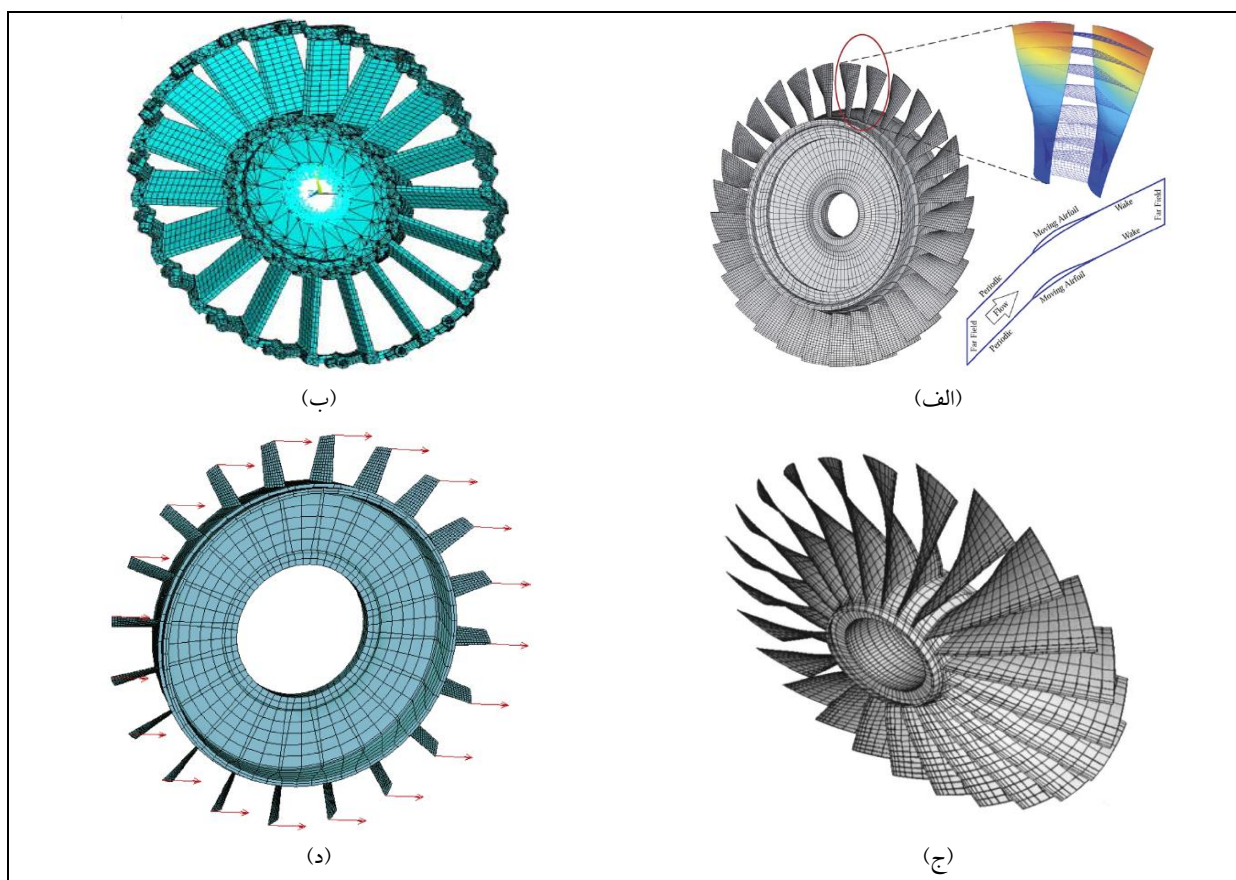 Moving Airfoil
Wake
Far Field
Periodic
Moving Airfoil
Wake
Flow
Far Field
Periodic
(الف)
(ب)
(ج)
(د)